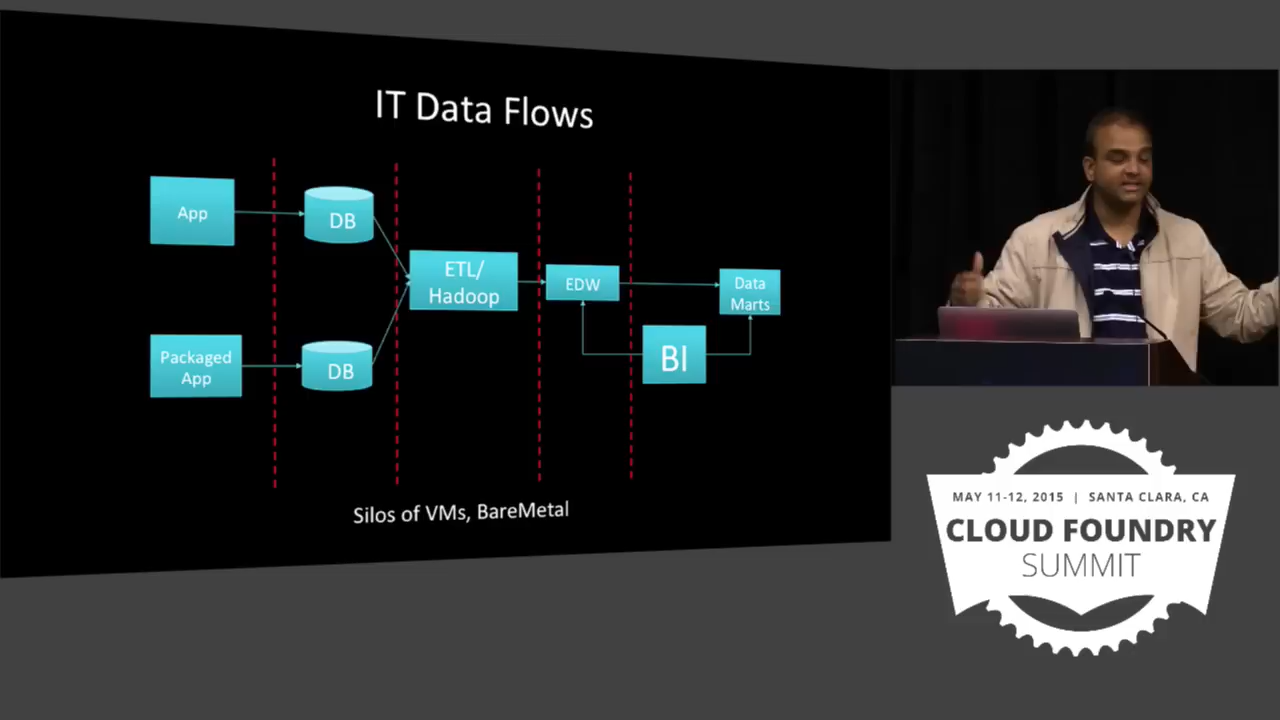 IT Data Flows
App
DB
ETL/
Hadoop
EDW
Data
Marts
Packaged
App
DB
BI
Silos of VMs, BareMetal
MAY 11-12, 2015 | SANTA CLARA, CA
CLOUD FOUNDRY
SUMMIT